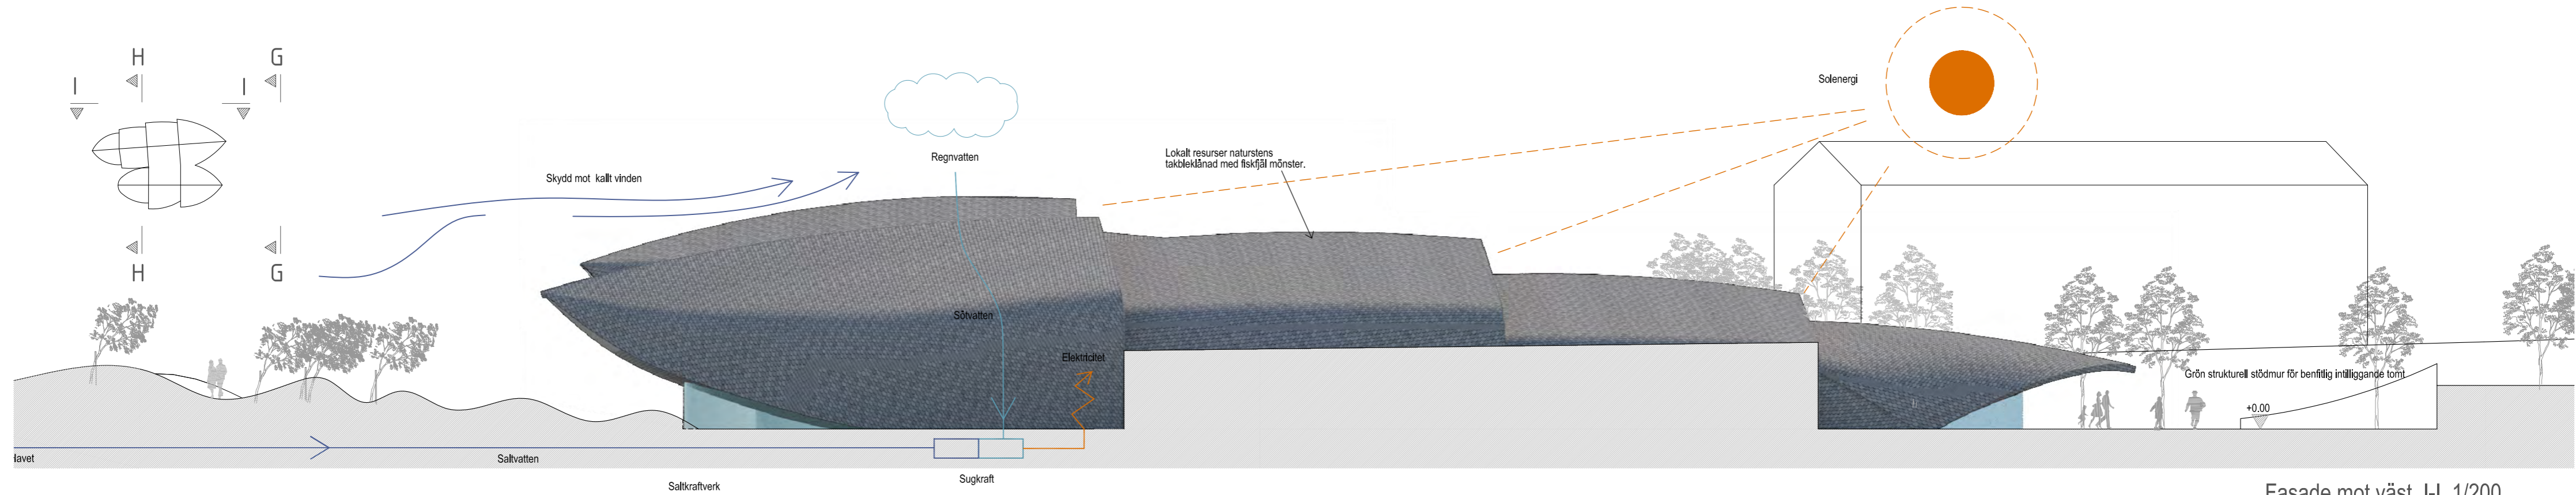 H
G
I
I
H
G
Skydd mot kallt vinden
Regnvatten
Lokalt resurser naturstens
takbleklånad med fiskfjäl mönster.
Solenergi
Sötvatten
Elektricitet
Grön strukturell stödmur för benfitlig intilliggande tomt
+0.00
Havet
Saltvatten
Saltkraftverk
Sugkraft
Fasade mot väst I-I 1/200